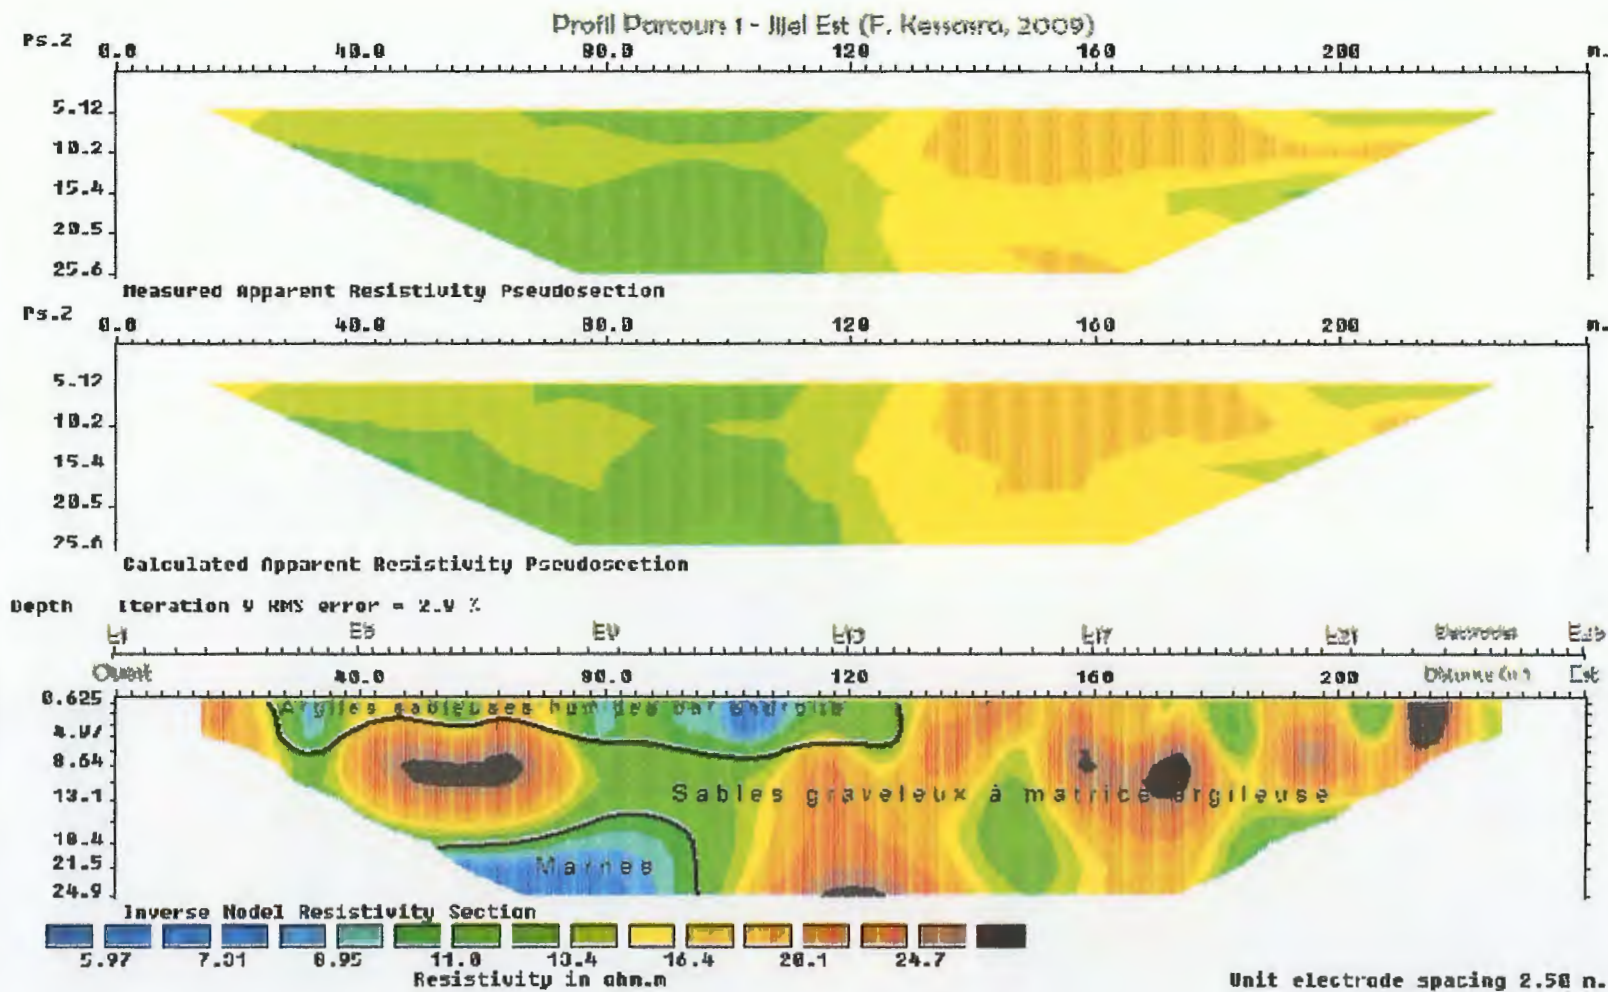 Profil Parcours 1 - Jijel Est (F. Kessasra, 2009)
Ps.Z 0.0 40.0 80.0 120 160 200 m.
5.12
10.2
15.4
20.5
25.6
Measured Apparent Resistivity Pseudosection
Ps.Z 0.0 40.0 80.0 120 160 200 m.
5.12
10.2
15.4
20.5
25.6
Calculated Apparent Resistivity Pseudosection
Depth Iteration 9 RMS error = 2.9 %
E1 E5 E9 E13 E17 E21 Electrodes
Ouest 40.0 80.0 120 160 200 Distance (m) Est
0.625
Argiles sableuses humides par endroits
8.64
13.1
Sables graveleux à matrice argileuse
18.4
21.5
Marnes
24.9
Inverse Model Resistivity Section
5.97 7.31 8.95 11.0 13.4 16.4 20.1 24.7
Resistivity in ohm.m
Unit electrode spacing 2.50 m.